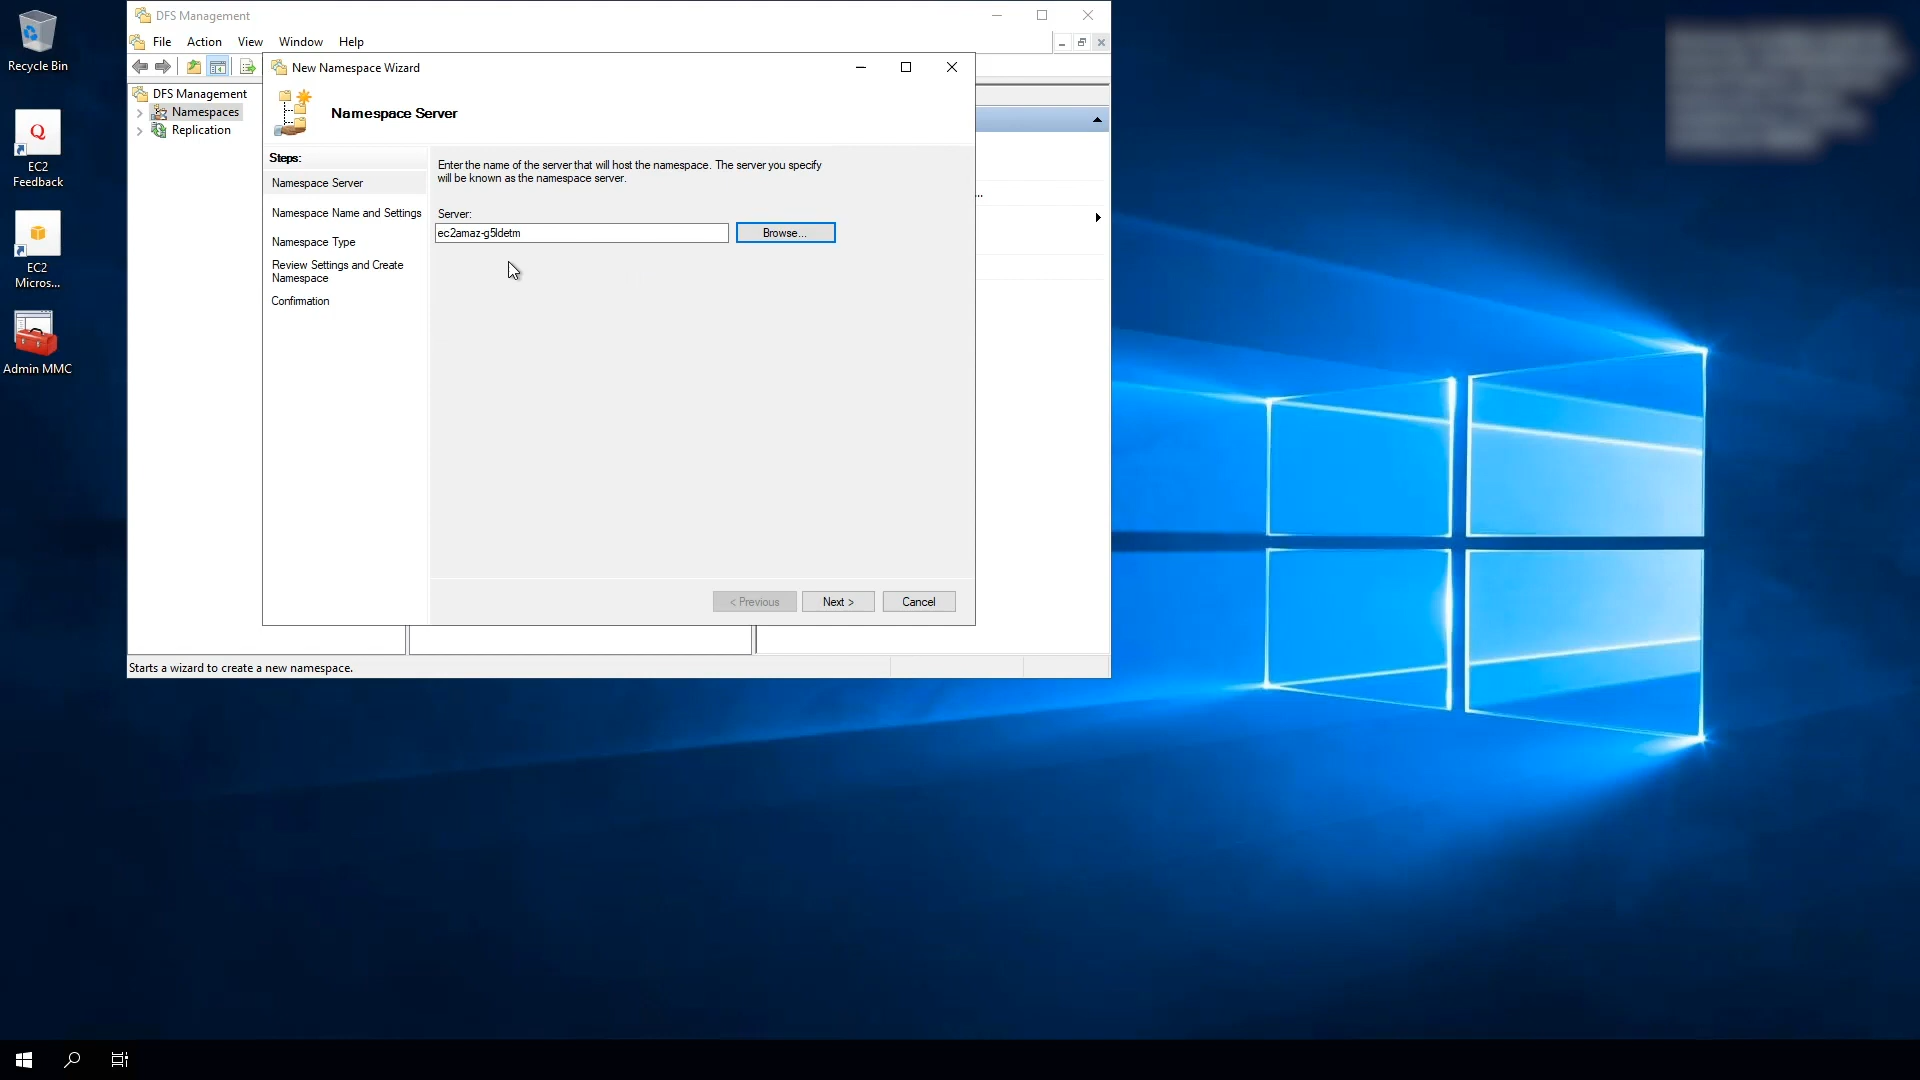 Recycle Bin
EC2
Feedback
EC2
Micros...
Admin MMC
DFS Management
File Action View Window Help
DFS Management
Namespaces
Replication
New Namespace Wizard
Namespace Server
Steps:
Namespace Server
Namespace Name and Settings
Namespace Type
Review Settings and Create
Namespace
Confirmation
Enter the name of the server that will host the namespace. The server you specify
will be known as the namespace server.
Server:
ec2amaz-g5ldetm
Browse...
...
< Previous
Next >
Cancel
Starts a wizard to create a new namespace.